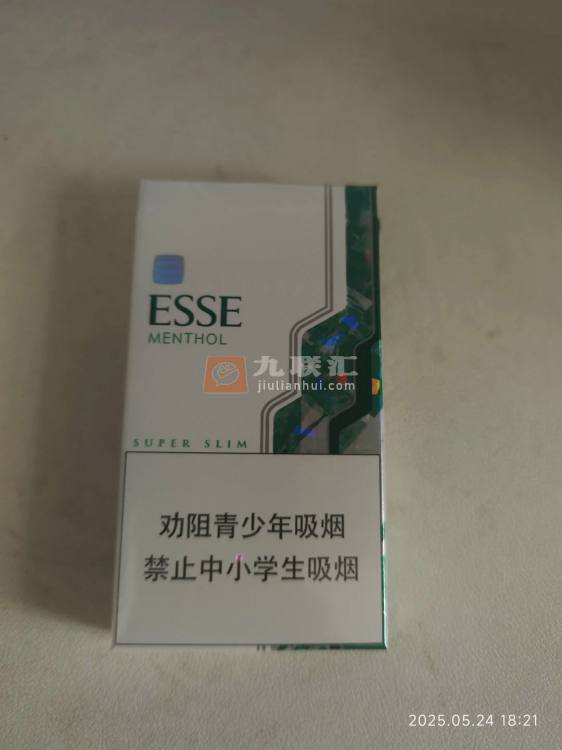 ESSE
MENTHOL
九联汇
jiulianhui.com
SUPER SLIM
劝阻青少年吸烟
禁止中小学生吸烟
2025.05.24 18:21